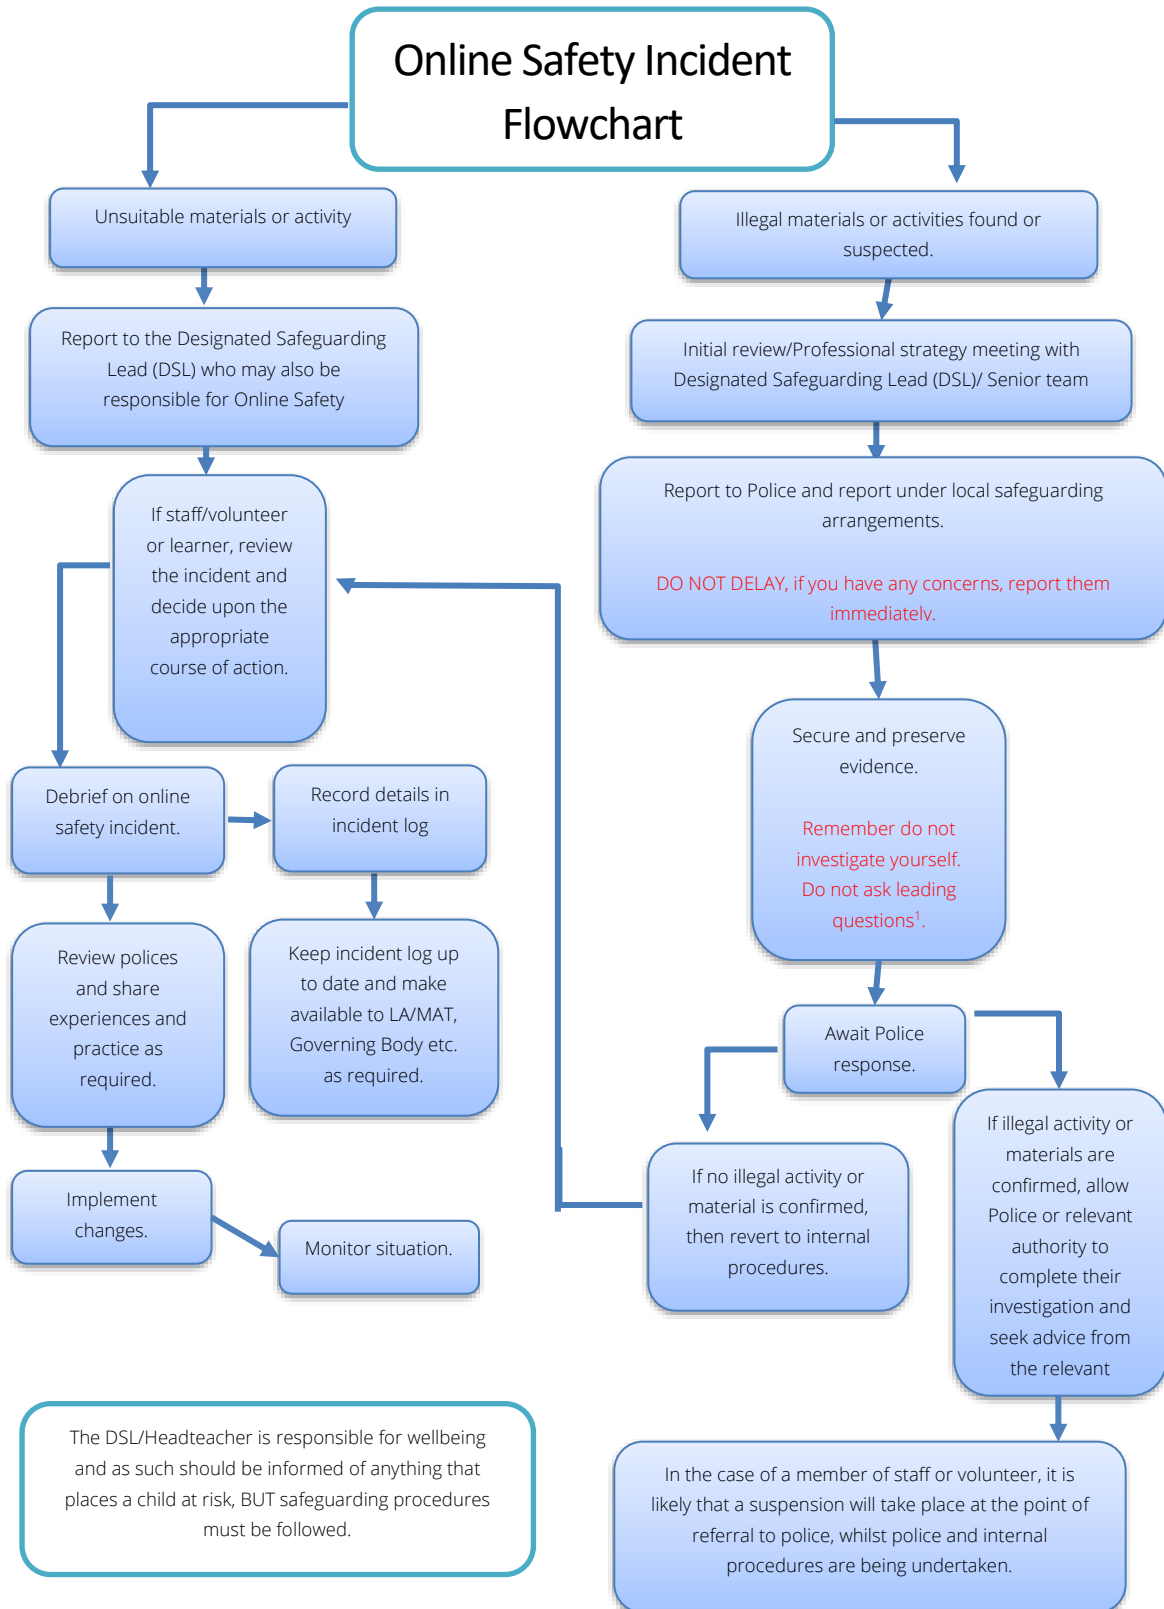 Online Safety Incident
Flowchart
Unsuitable materials or activity
Report to the Designated Safeguarding
Lead (DSL) who may also be
responsible for Online Safety
If staff/volunteer
or learner, review
the incident and
decide upon the
appropriate
course of action.
Debrief on online
safety incident.
Record details in
incident log
Review polices
and share
experiences and
practice as
required.
Keep incident log up
to date and make
available to LA/MAT,
Governing Body etc.
as required.
Implement
changes.
Monitor situation.
Illegal materials or activities found or
suspected.
Initial review/Professional strategy meeting with
Designated Safeguarding Lead (DSL)/ Senior team
Report to Police and report under local safeguarding
arrangements.
DO NOT DELAY, if you have any concerns, report them
immediately.
Secure and preserve
evidence.
Remember do not
investigate yourself.
Do not ask leading
questions¹.
Await Police
response.
If no illegal activity or
material is confirmed,
then revert to internal
procedures.
If illegal activity or
materials are
confirmed, allow
Police or relevant
authority to
complete their
investigation and
seek advice from
the relevant
In the case of a member of staff or volunteer, it is
likely that a suspension will take place at the point of
referral to police, whilst police and internal
procedures are being undertaken.
The DSL/Headteacher is responsible for wellbeing
and as such should be informed of anything that
places a child at risk, BUT safeguarding procedures
must be followed.